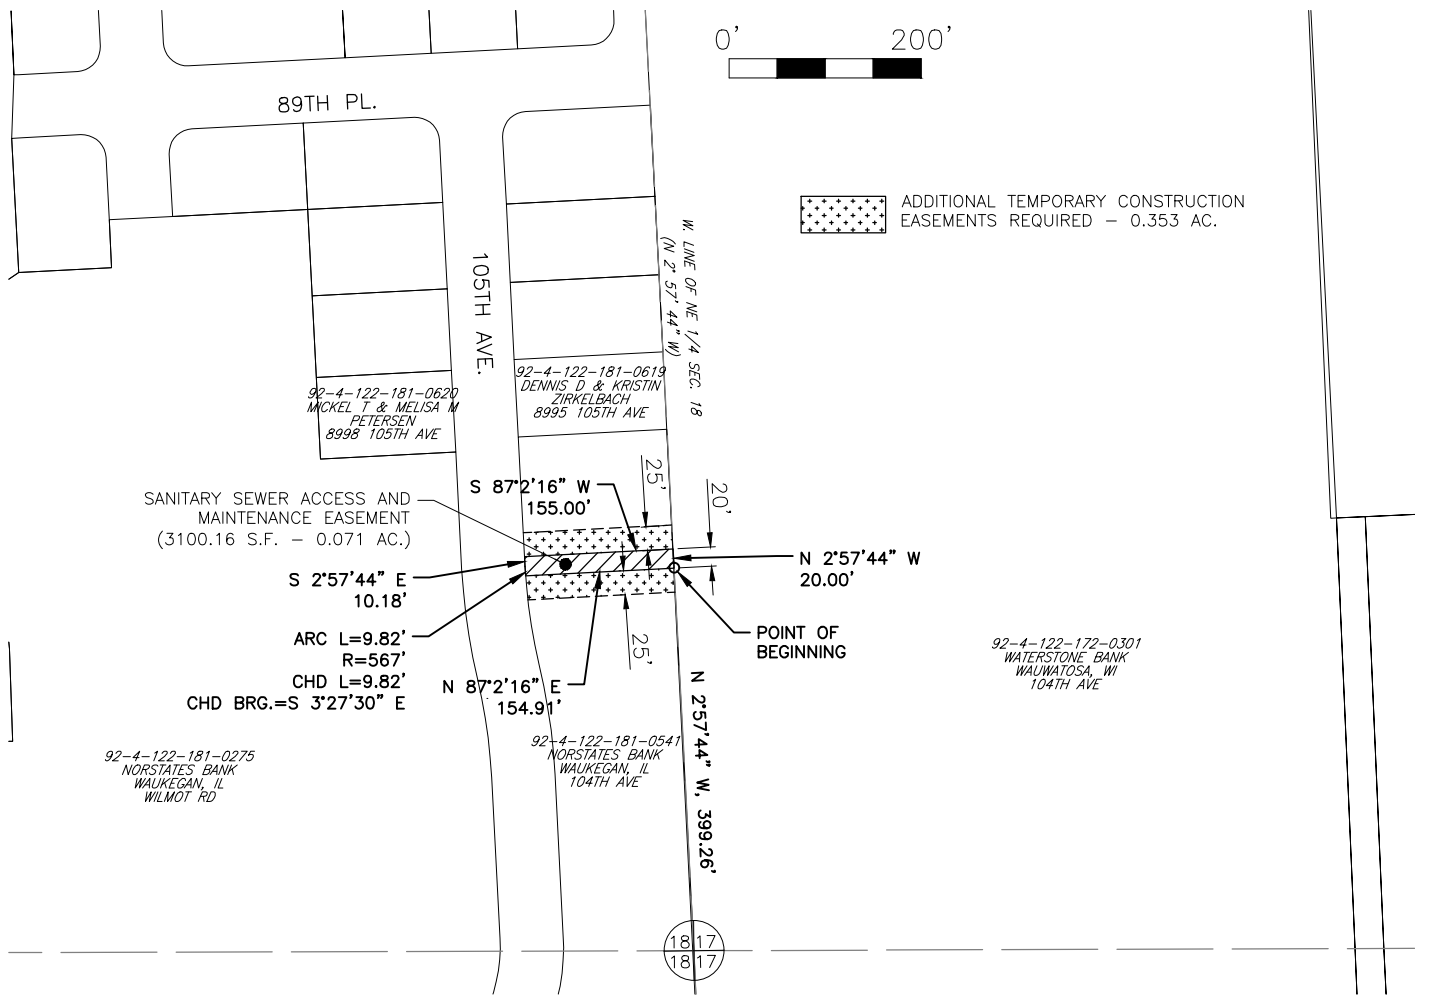 0' 200'
89TH PL.
ADDITIONAL TEMPORARY CONSTRUCTION
EASEMENTS REQUIRED – 0.353 AC.
W. LINE OF NE 1/4 SEC. 18
(N 2° 57' 44" W)
105TH AVE.
92-4-122-181-0620
MICKEL T & MELISA M
PETERSEN
8998 105TH AVE
92-4-122-181-0619
DENNIS D & KRISTIN
ZIRKELBACH
8995 105TH AVE
25'
20'
S 87°2'16" W
155.00'
SANITARY SEWER ACCESS AND
MAINTENANCE EASEMENT
(3100.16 S.F. – 0.071 AC.)
N 2°57'44" W
20.00'
S 2°57'44" E
10.18'
ARC L=9.82'
R=567'
CHD L=9.82'
CHD BRG.=S 3°27'30" E
25'
N 87°2'16" E
154.91'
POINT OF
BEGINNING
92-4-122-172-0301
WATERSTONE BANK
WAUWATOSA, WI
104TH AVE
N 2°57'44" W, 399.26'
92-4-122-181-0275
NORSTATES BANK
WAUKEGAN, IL
WILMOT RD
92-4-122-181-0541
NORSTATES BANK
WAUKEGAN, IL
104TH AVE
18 17
18 17